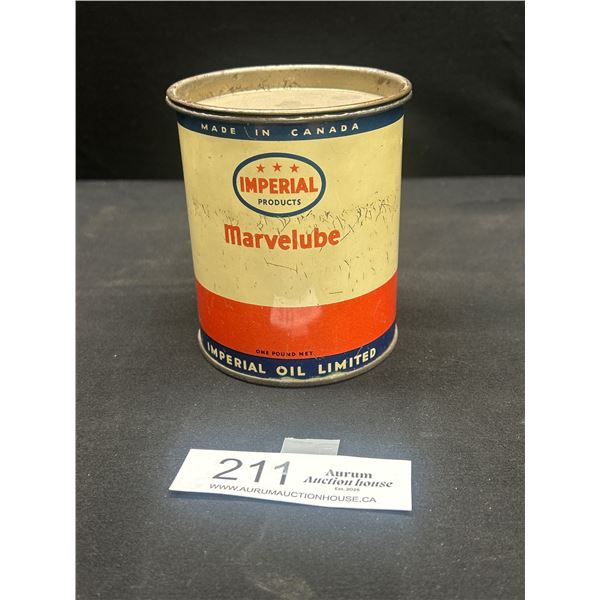 MADE IN CANADA
IMPERIAL
PRODUCTS
Marvelube
ONE POUND NET
IMPERIAL OIL LIMITED
211
Aurum
Auction house
Est. 2025
WWW.AURUMAUCTIONHOUSE.CA